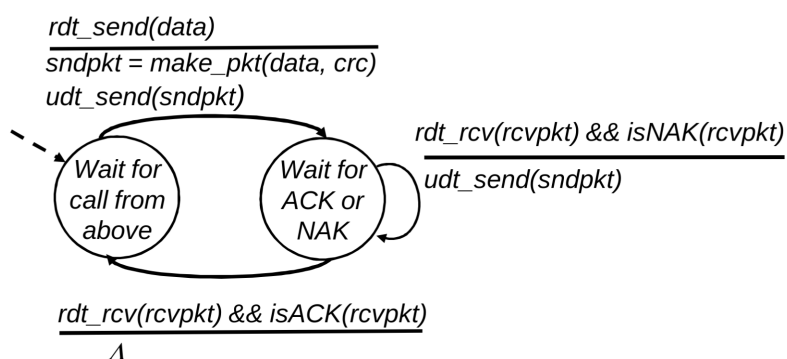 rdt_send(data)
sndpkt = make_pkt(data, crc)
udt_send(sndpkt)
rdt_rcv(rcvpkt) && isNAK(rcvpkt)
udt_send(sndpkt)
Wait for
call from
above
Wait for
ACK or
NAK
rdt_rcv(rcvpkt) && isACK(rcvpkt)
Λ